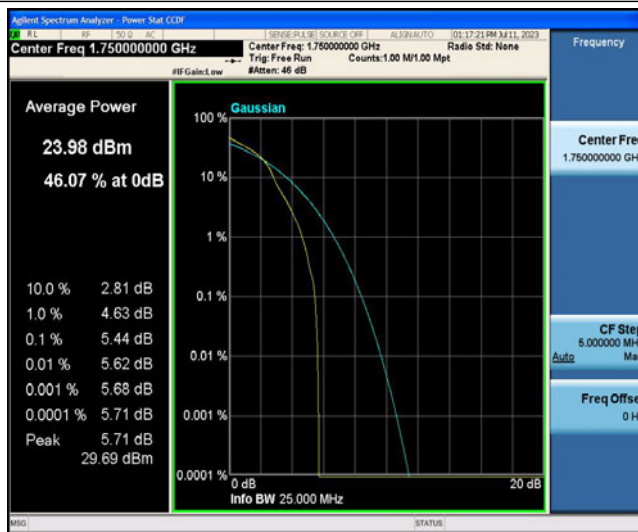 Agilent Spectrum Analyzer - Power Stat CCDF
RL RF 50 Ω AC SENSE:PULSE SOURCE OFF ALIGNAUTO 01:17:21 PM Jul 11, 2023
Center Freq 1.750000000 GHz
Center Freq: 1.750000000 GHz Radio Std: None
Trig: Free Run Counts:1.00 M/1.00 Mpt
#IFGain:Low #Atten: 46 dB
Frequency
Average Power
23.98 dBm
46.07 % at 0dB
10.0 % 2.81 dB
1.0 % 4.63 dB
0.1 % 5.44 dB
0.01 % 5.62 dB
0.001 % 5.68 dB
0.0001 % 5.71 dB
Peak 5.71 dB
29.69 dBm
Gaussian
100 %
10 %
1 %
0.1 %
0.01 %
0.001 %
0.0001 %
0 dB 20 dB
Info BW 25.000 MHz
Center Fre
1.750000000 GH
CF Step
5.000000 MH
Auto Ma
Freq Offse
0 H
MSG STATUS